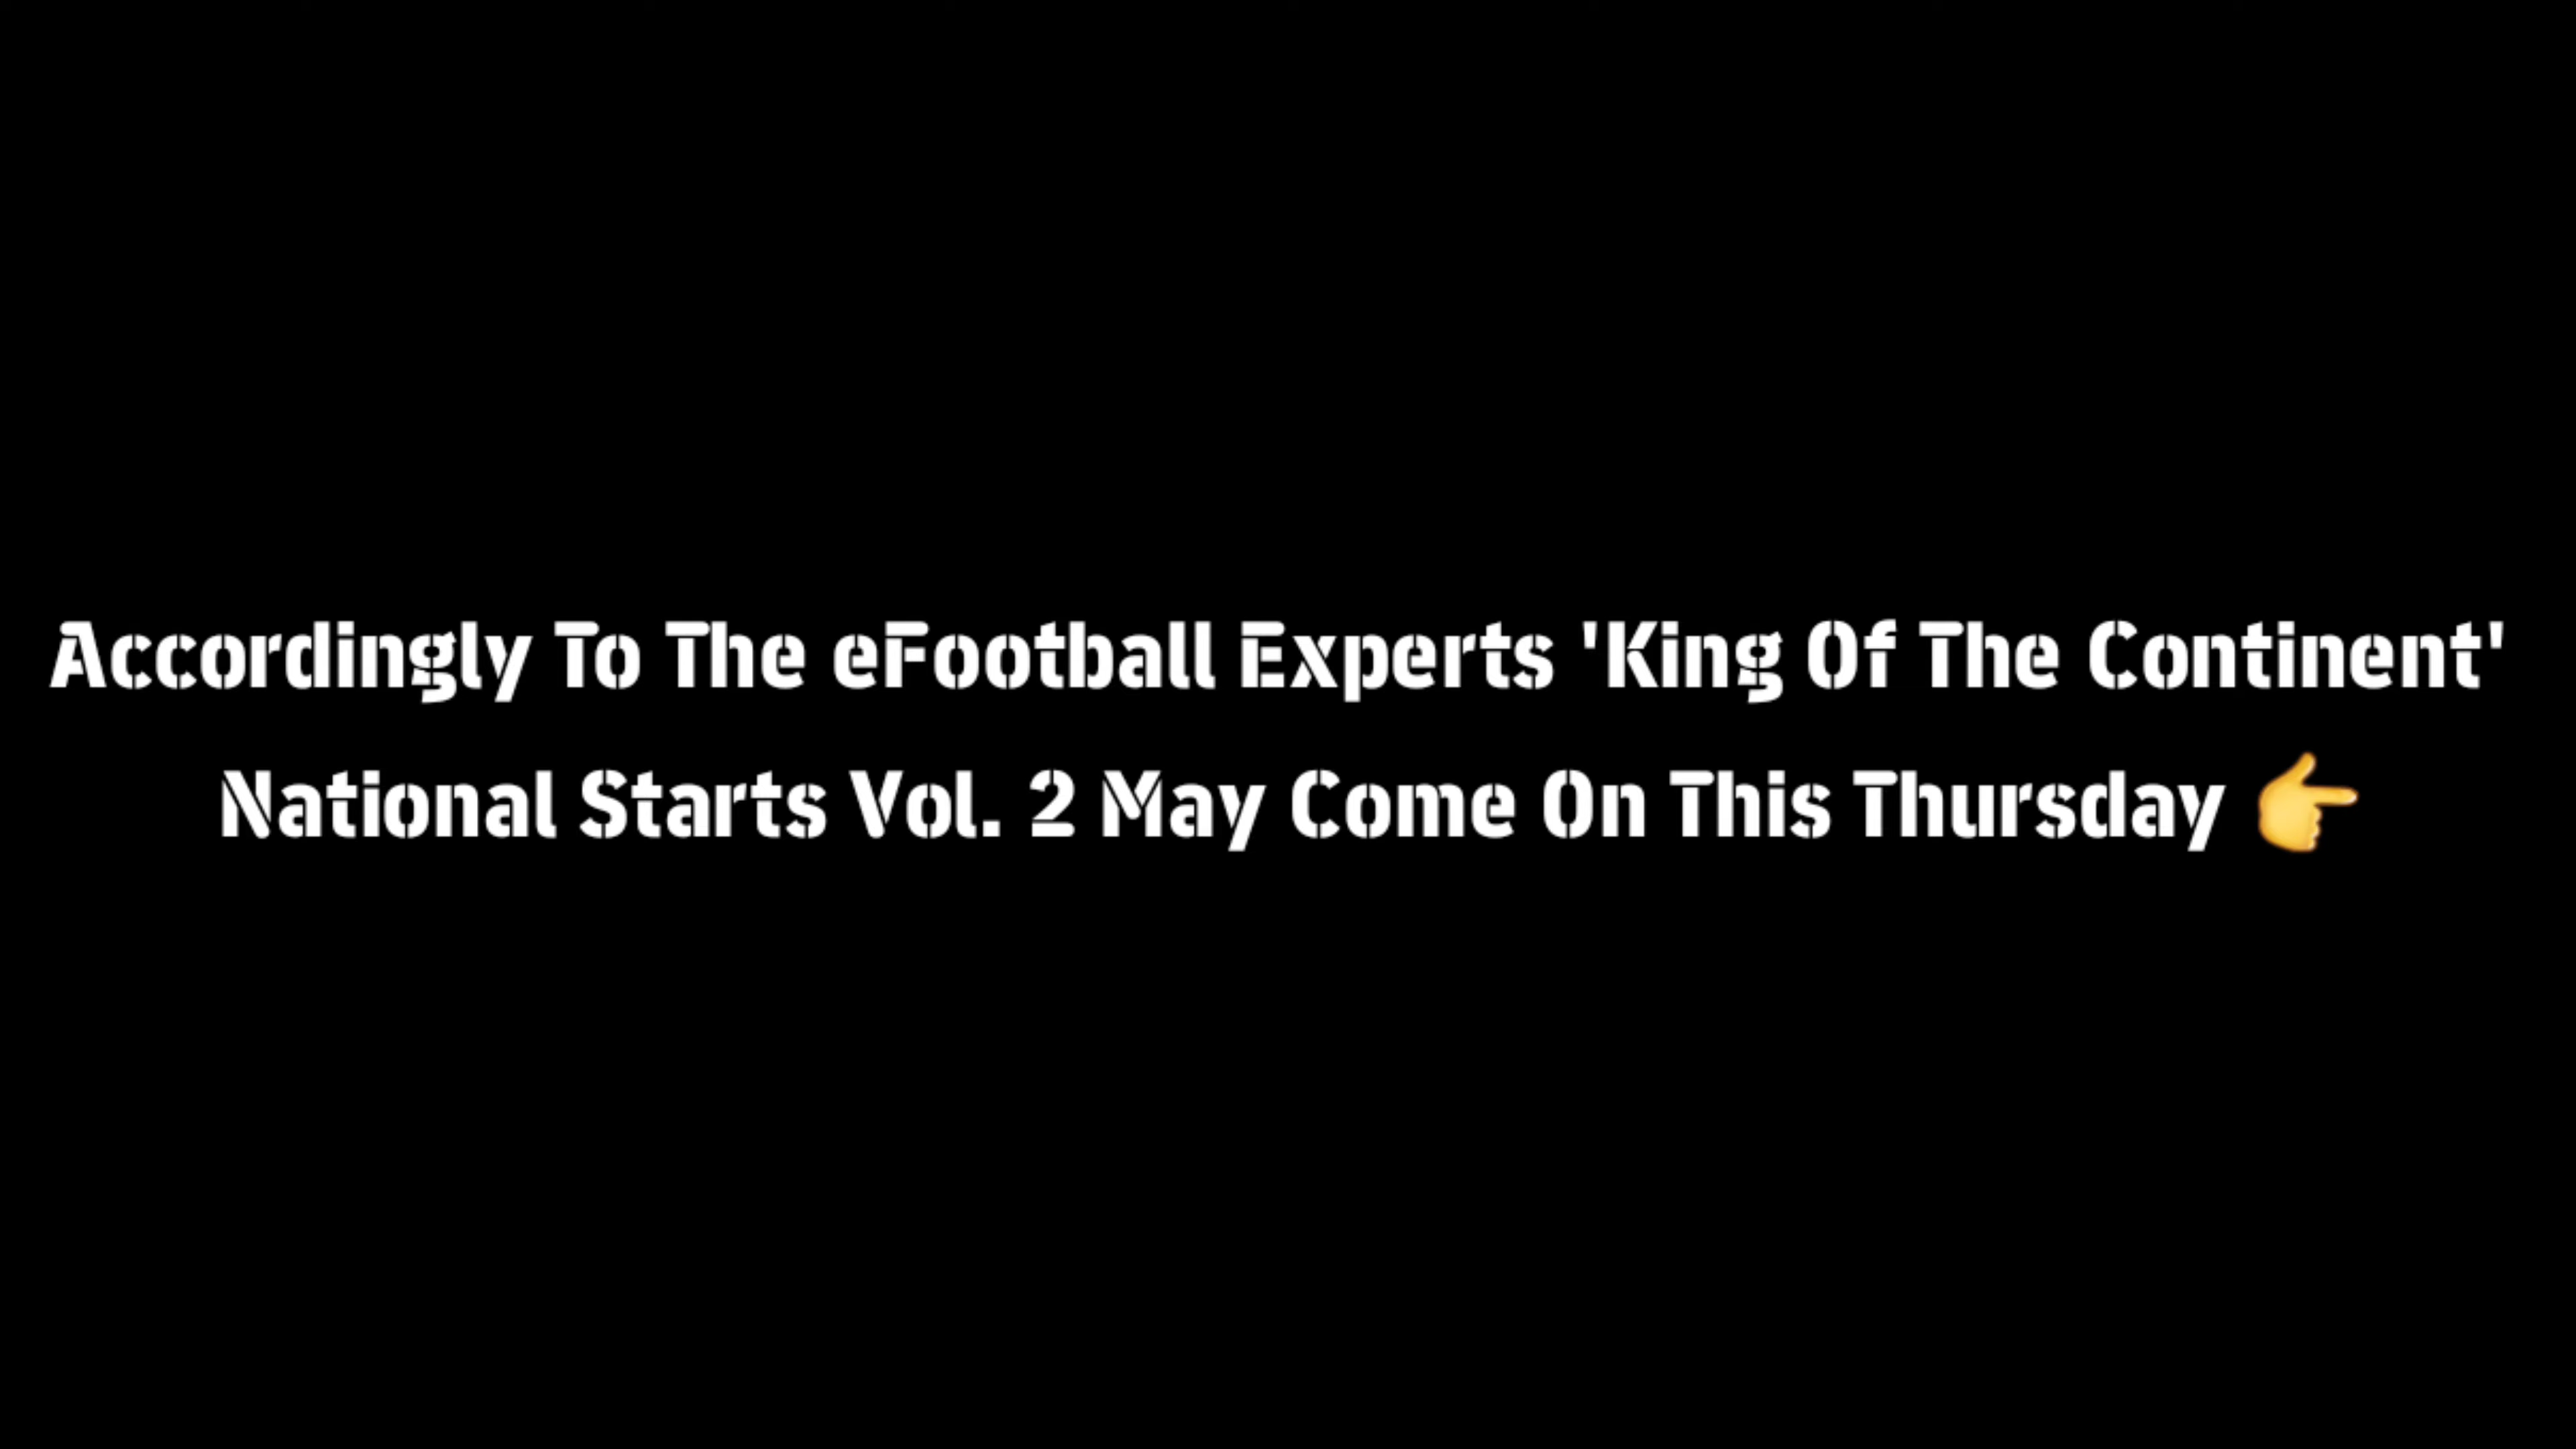 Accordingly To The eFootball Experts 'King Of The Continent'
National Starts Vol. 2 May Come On This Thursday 👉